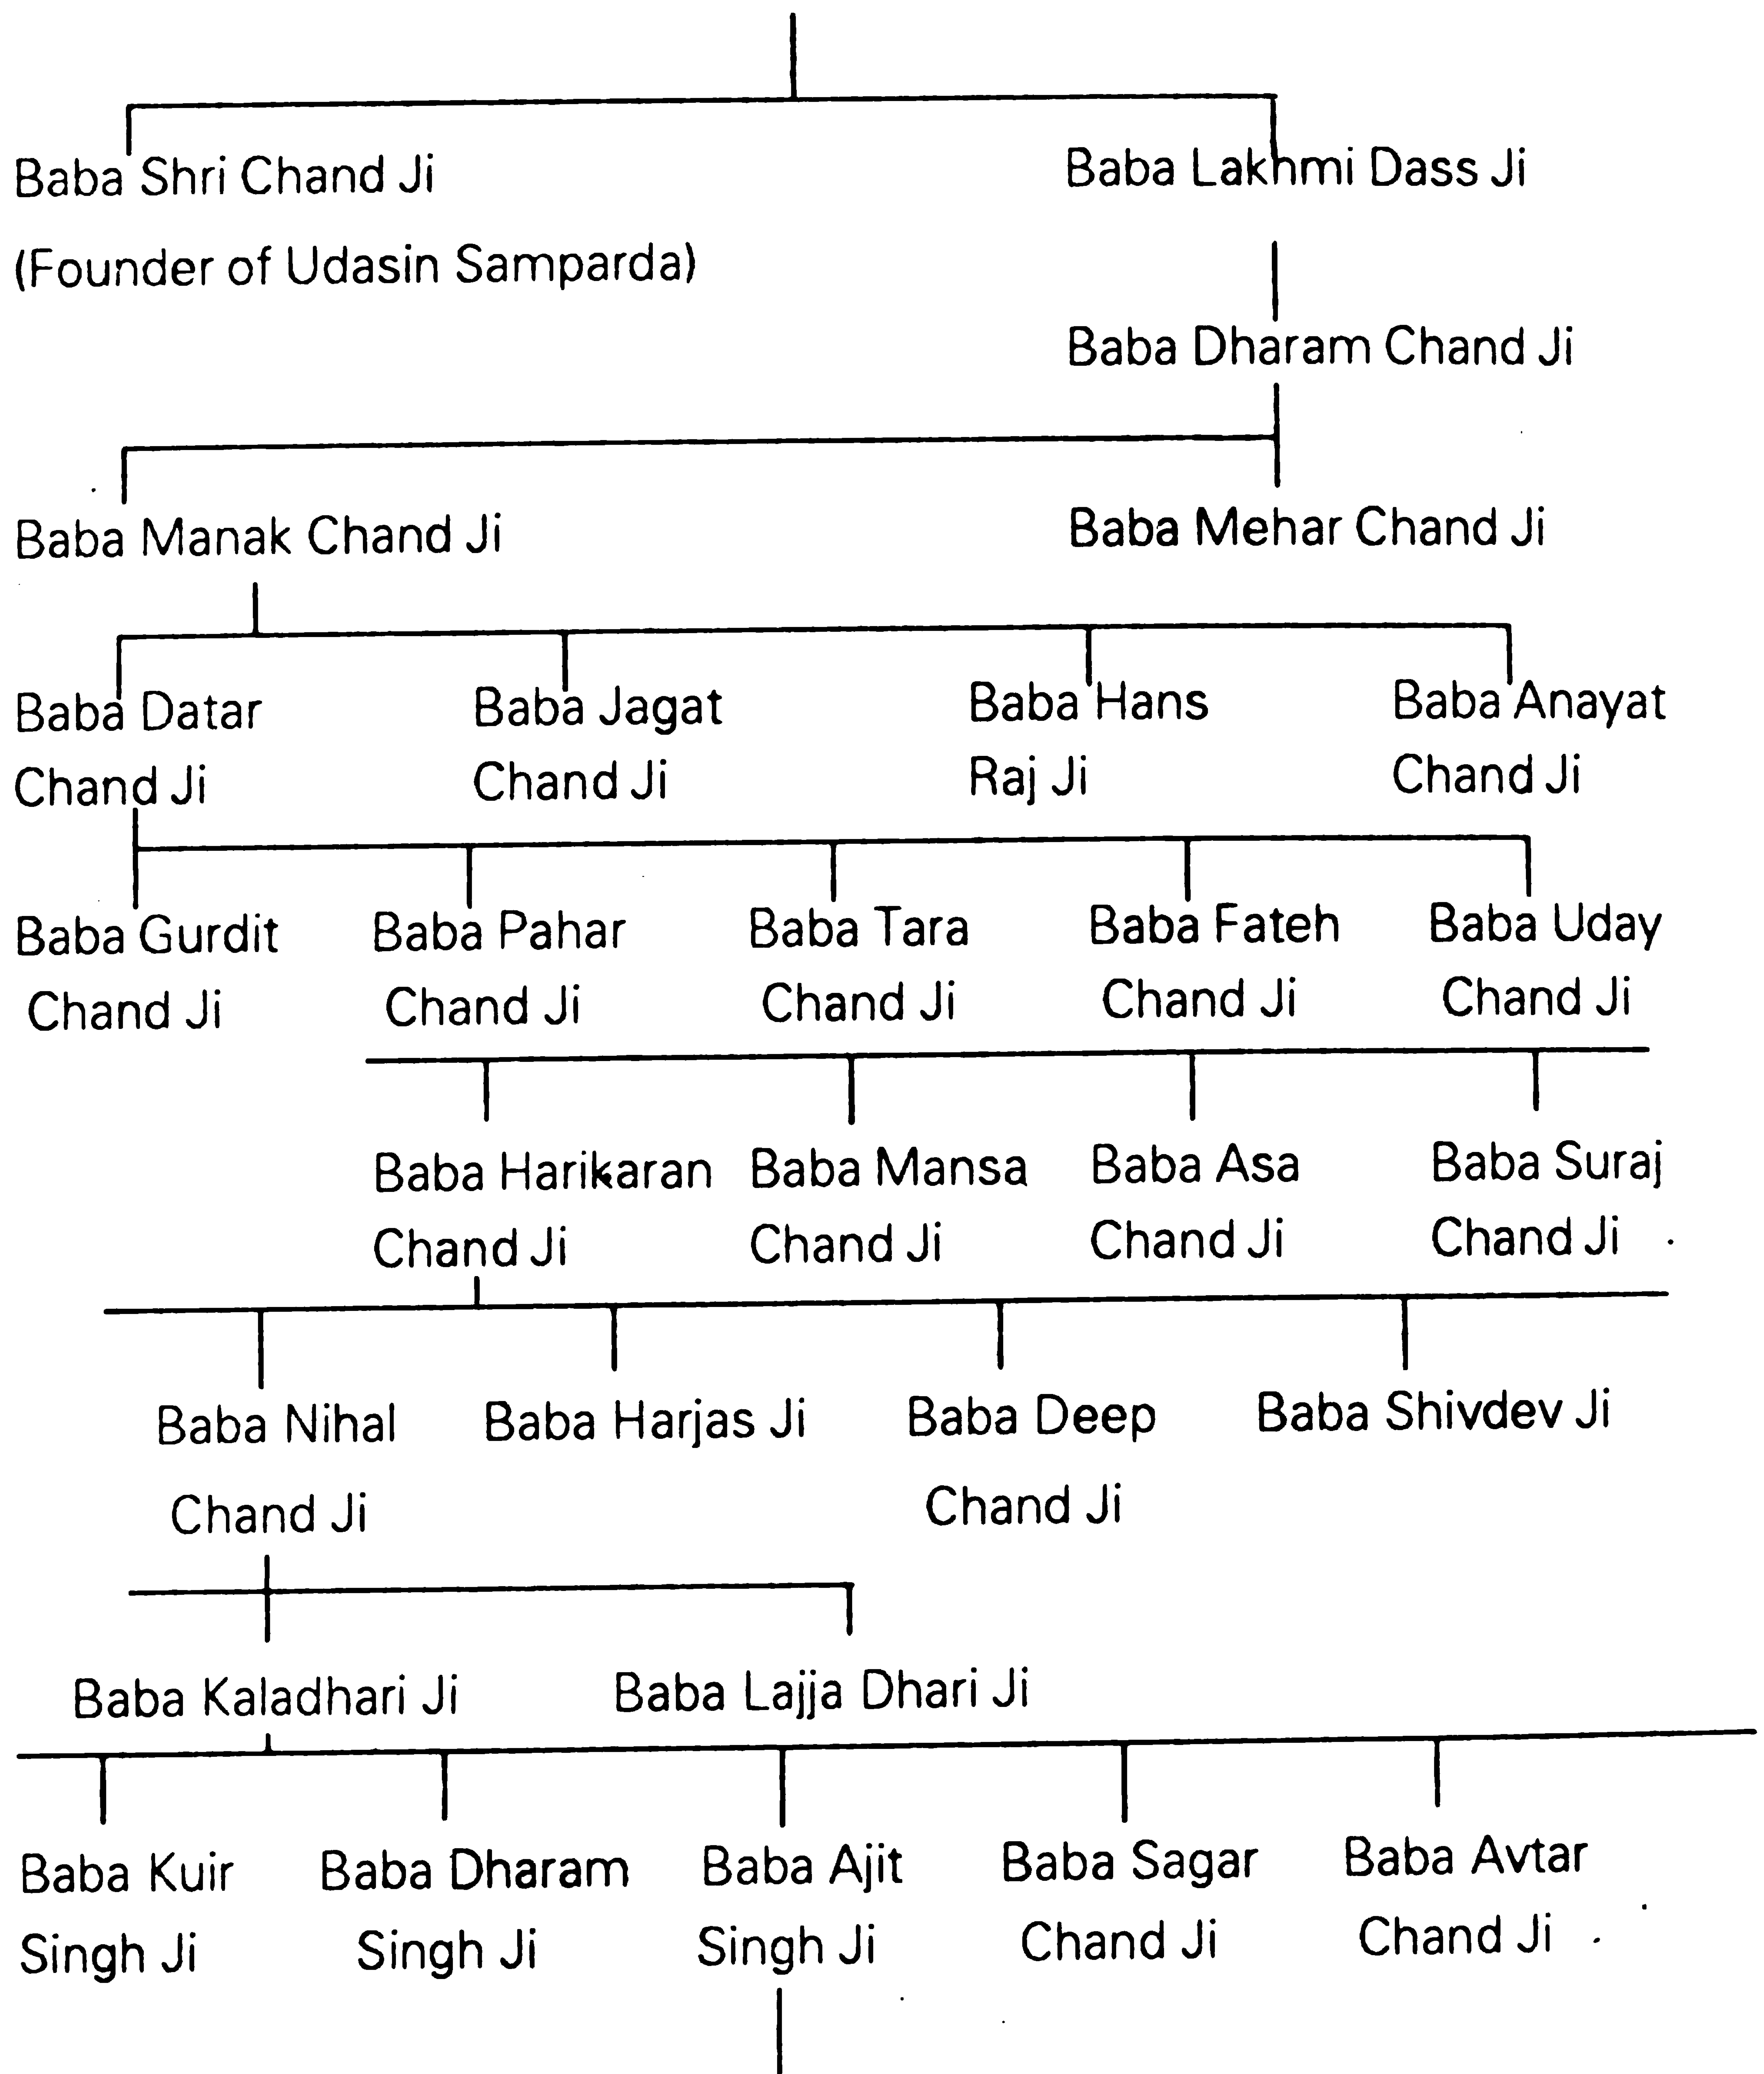 Baba Shri Chand Ji
Baba Lakhmi Dass Ji
(Founder of Udasin Samparda)
Baba Dharam Chand Ji
Baba Manak Chand Ji
Baba Mehar Chand Ji
Baba Datar
Chand Ji
Baba Jagat
Chand Ji
Baba Hans
Raj Ji
Baba Anayat
Chand Ji
Baba Gurdit
Chand Ji
Baba Pahar
Chand Ji
Baba Tara
Chand Ji
Baba Fateh
Chand Ji
Baba Uday
Chand Ji
Baba Harikaran
Chand Ji
Baba Mansa
Chand Ji
Baba Asa
Chand Ji
Baba Suraj
Chand Ji
Baba Nihal
Chand Ji
Baba Harjas Ji
Baba Deep
Chand Ji
Baba Shivdev Ji
Baba Kaladhari Ji
Baba Lajja Dhari Ji
Baba Kuir
Singh Ji
Baba Dharam
Singh Ji
Baba Ajit
Singh Ji
Baba Sagar
Chand Ji
Baba Avtar
Chand Ji